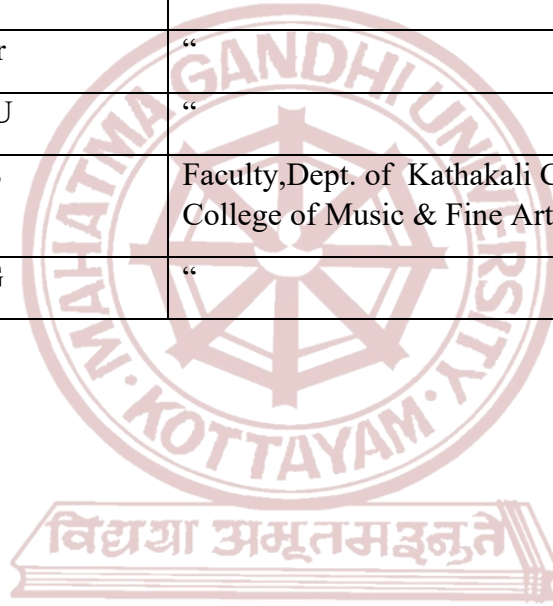 r “
U “
Faculty,Dept. of Kathakali C
College of Music & Fine Art
G “
MAHATMA GANDHI UNIVERSITY
KOTTAYAM
विद्यया अमृतमश्नुते